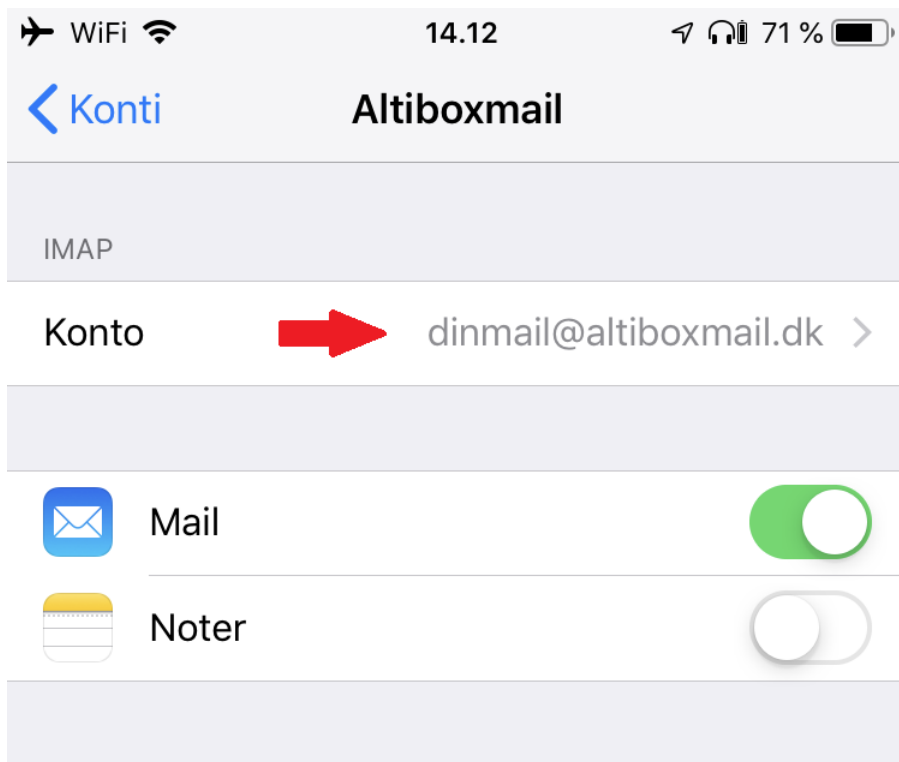 WiFi 14.12 71 %
Konti Altiboxmail
IMAP
Konto dinmail@altiboxmail.dk
Mail
Noter